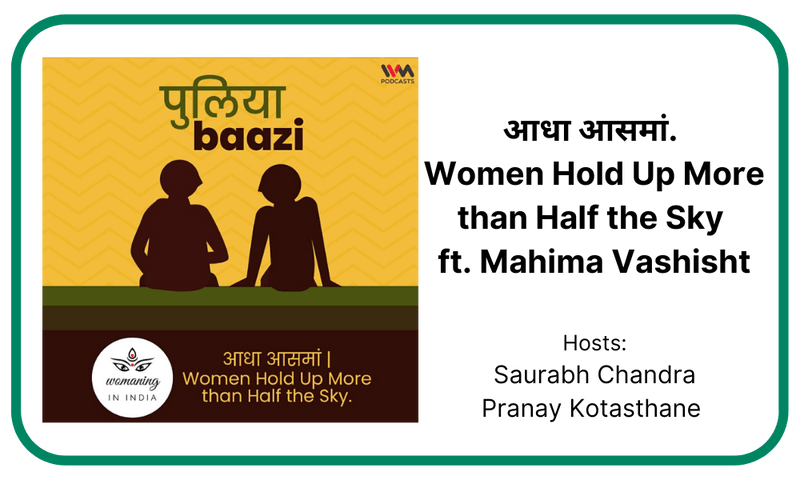 IVM
PODCASTS
पुलिया
baazi
womaning
IN INDIA
आधा आसमां |
Women Hold Up More
than Half the Sky.
आधा आसमां.
Women Hold Up More
than Half the Sky
ft. Mahima Vashisht
Hosts:
Saurabh Chandra
Pranay Kotasthane